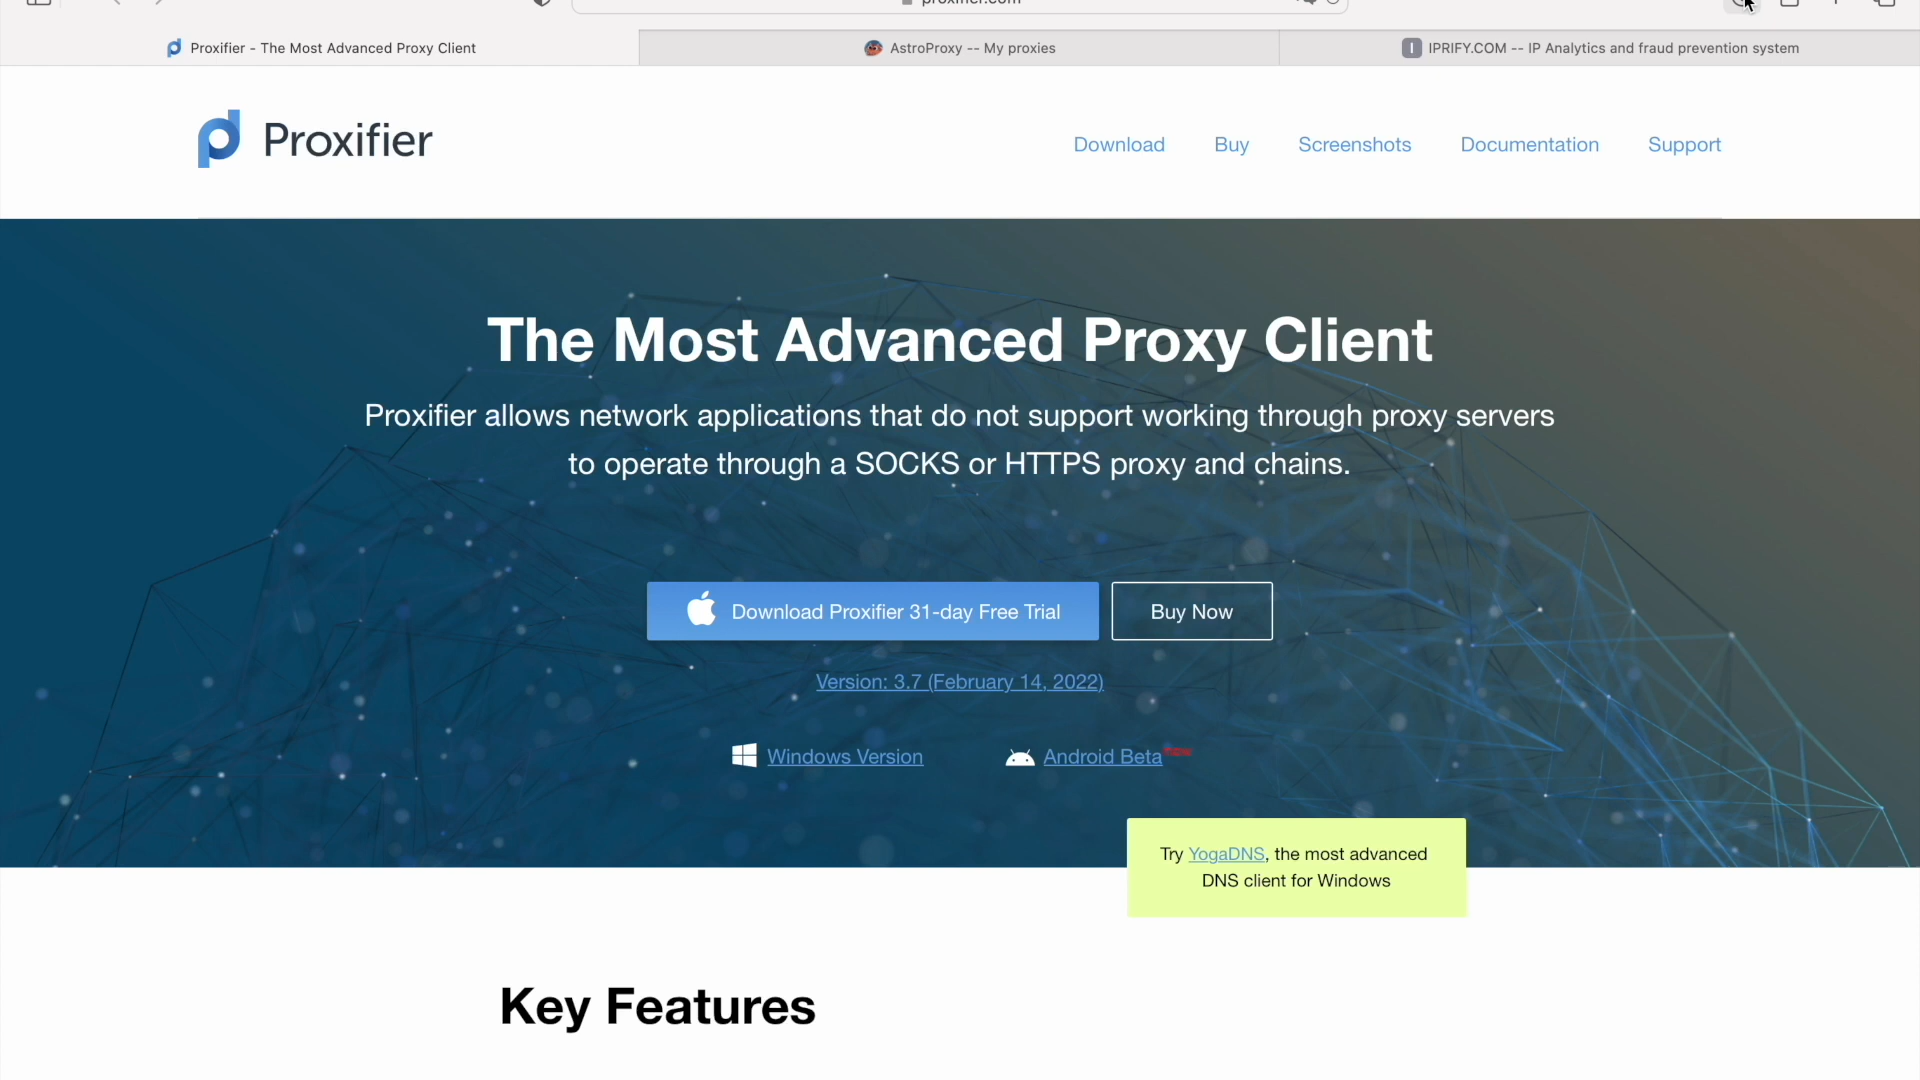 proxifier.com
Proxifier - The Most Advanced Proxy Client
AstroProxy -- My proxies
I
IPRIFY.COM -- IP Analytics and fraud prevention system
Proxifier
Download
Buy
Screenshots
Documentation
Support
The Most Advanced Proxy Client
Proxifier allows network applications that do not support working through proxy servers
to operate through a SOCKS or HTTPS proxy and chains.
Download Proxifier 31-day Free Trial
Buy Now
Version: 3.7 (February 14, 2022)
Windows Version
Android Beta
Try YogaDNS, the most advanced
DNS client for Windows
Key Features